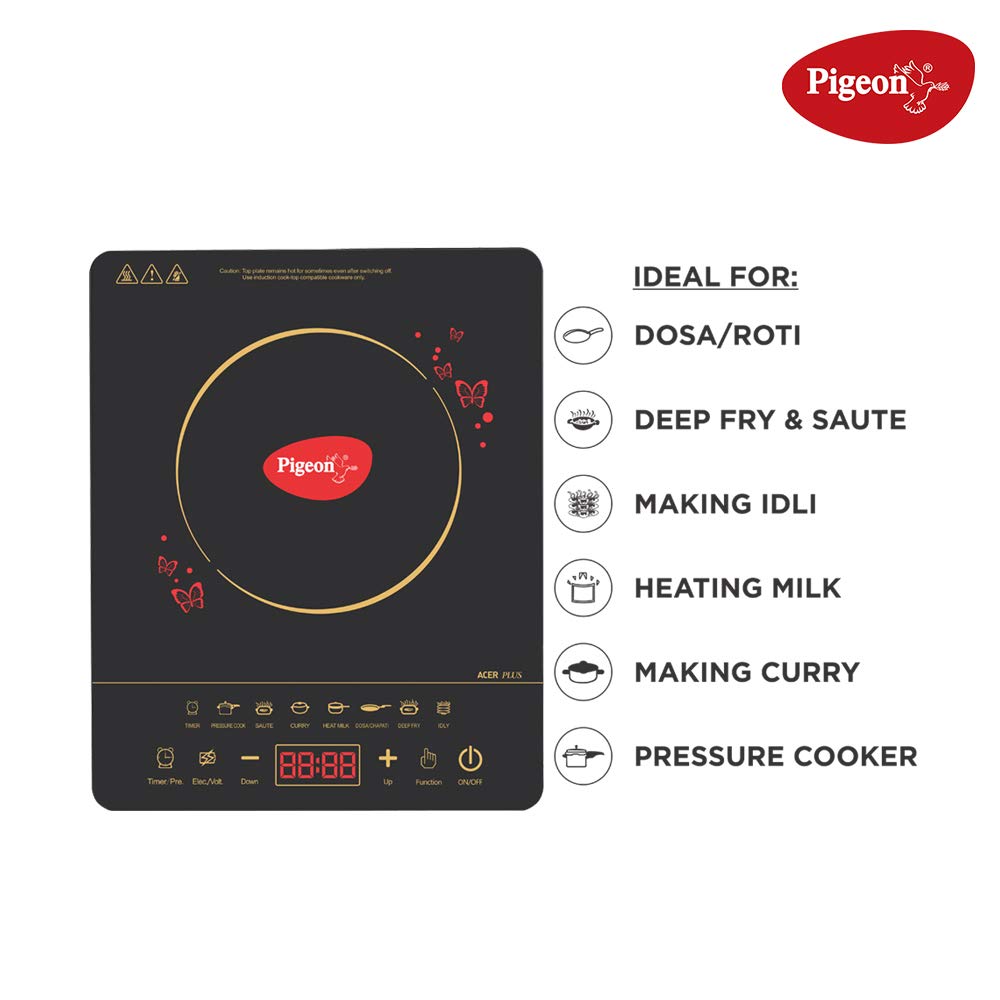 Pigeon®
Caution: Top plate remains hot for sometimes even after switching off.
Use induction cook-top compatible cookware only.
Pigeon®
ACER PLUS
TIMER PRESSURE COOK SAUTE CURRY HEAT MILK DOSA/CHAPATI DEEP FRY IDLY
88:88
Timer/Pre. Elec./Volt. Down Up Function ON/OFF
IDEAL FOR:
DOSA/ROTI
DEEP FRY & SAUTE
MAKING IDLI
HEATING MILK
MAKING CURRY
PRESSURE COOKER